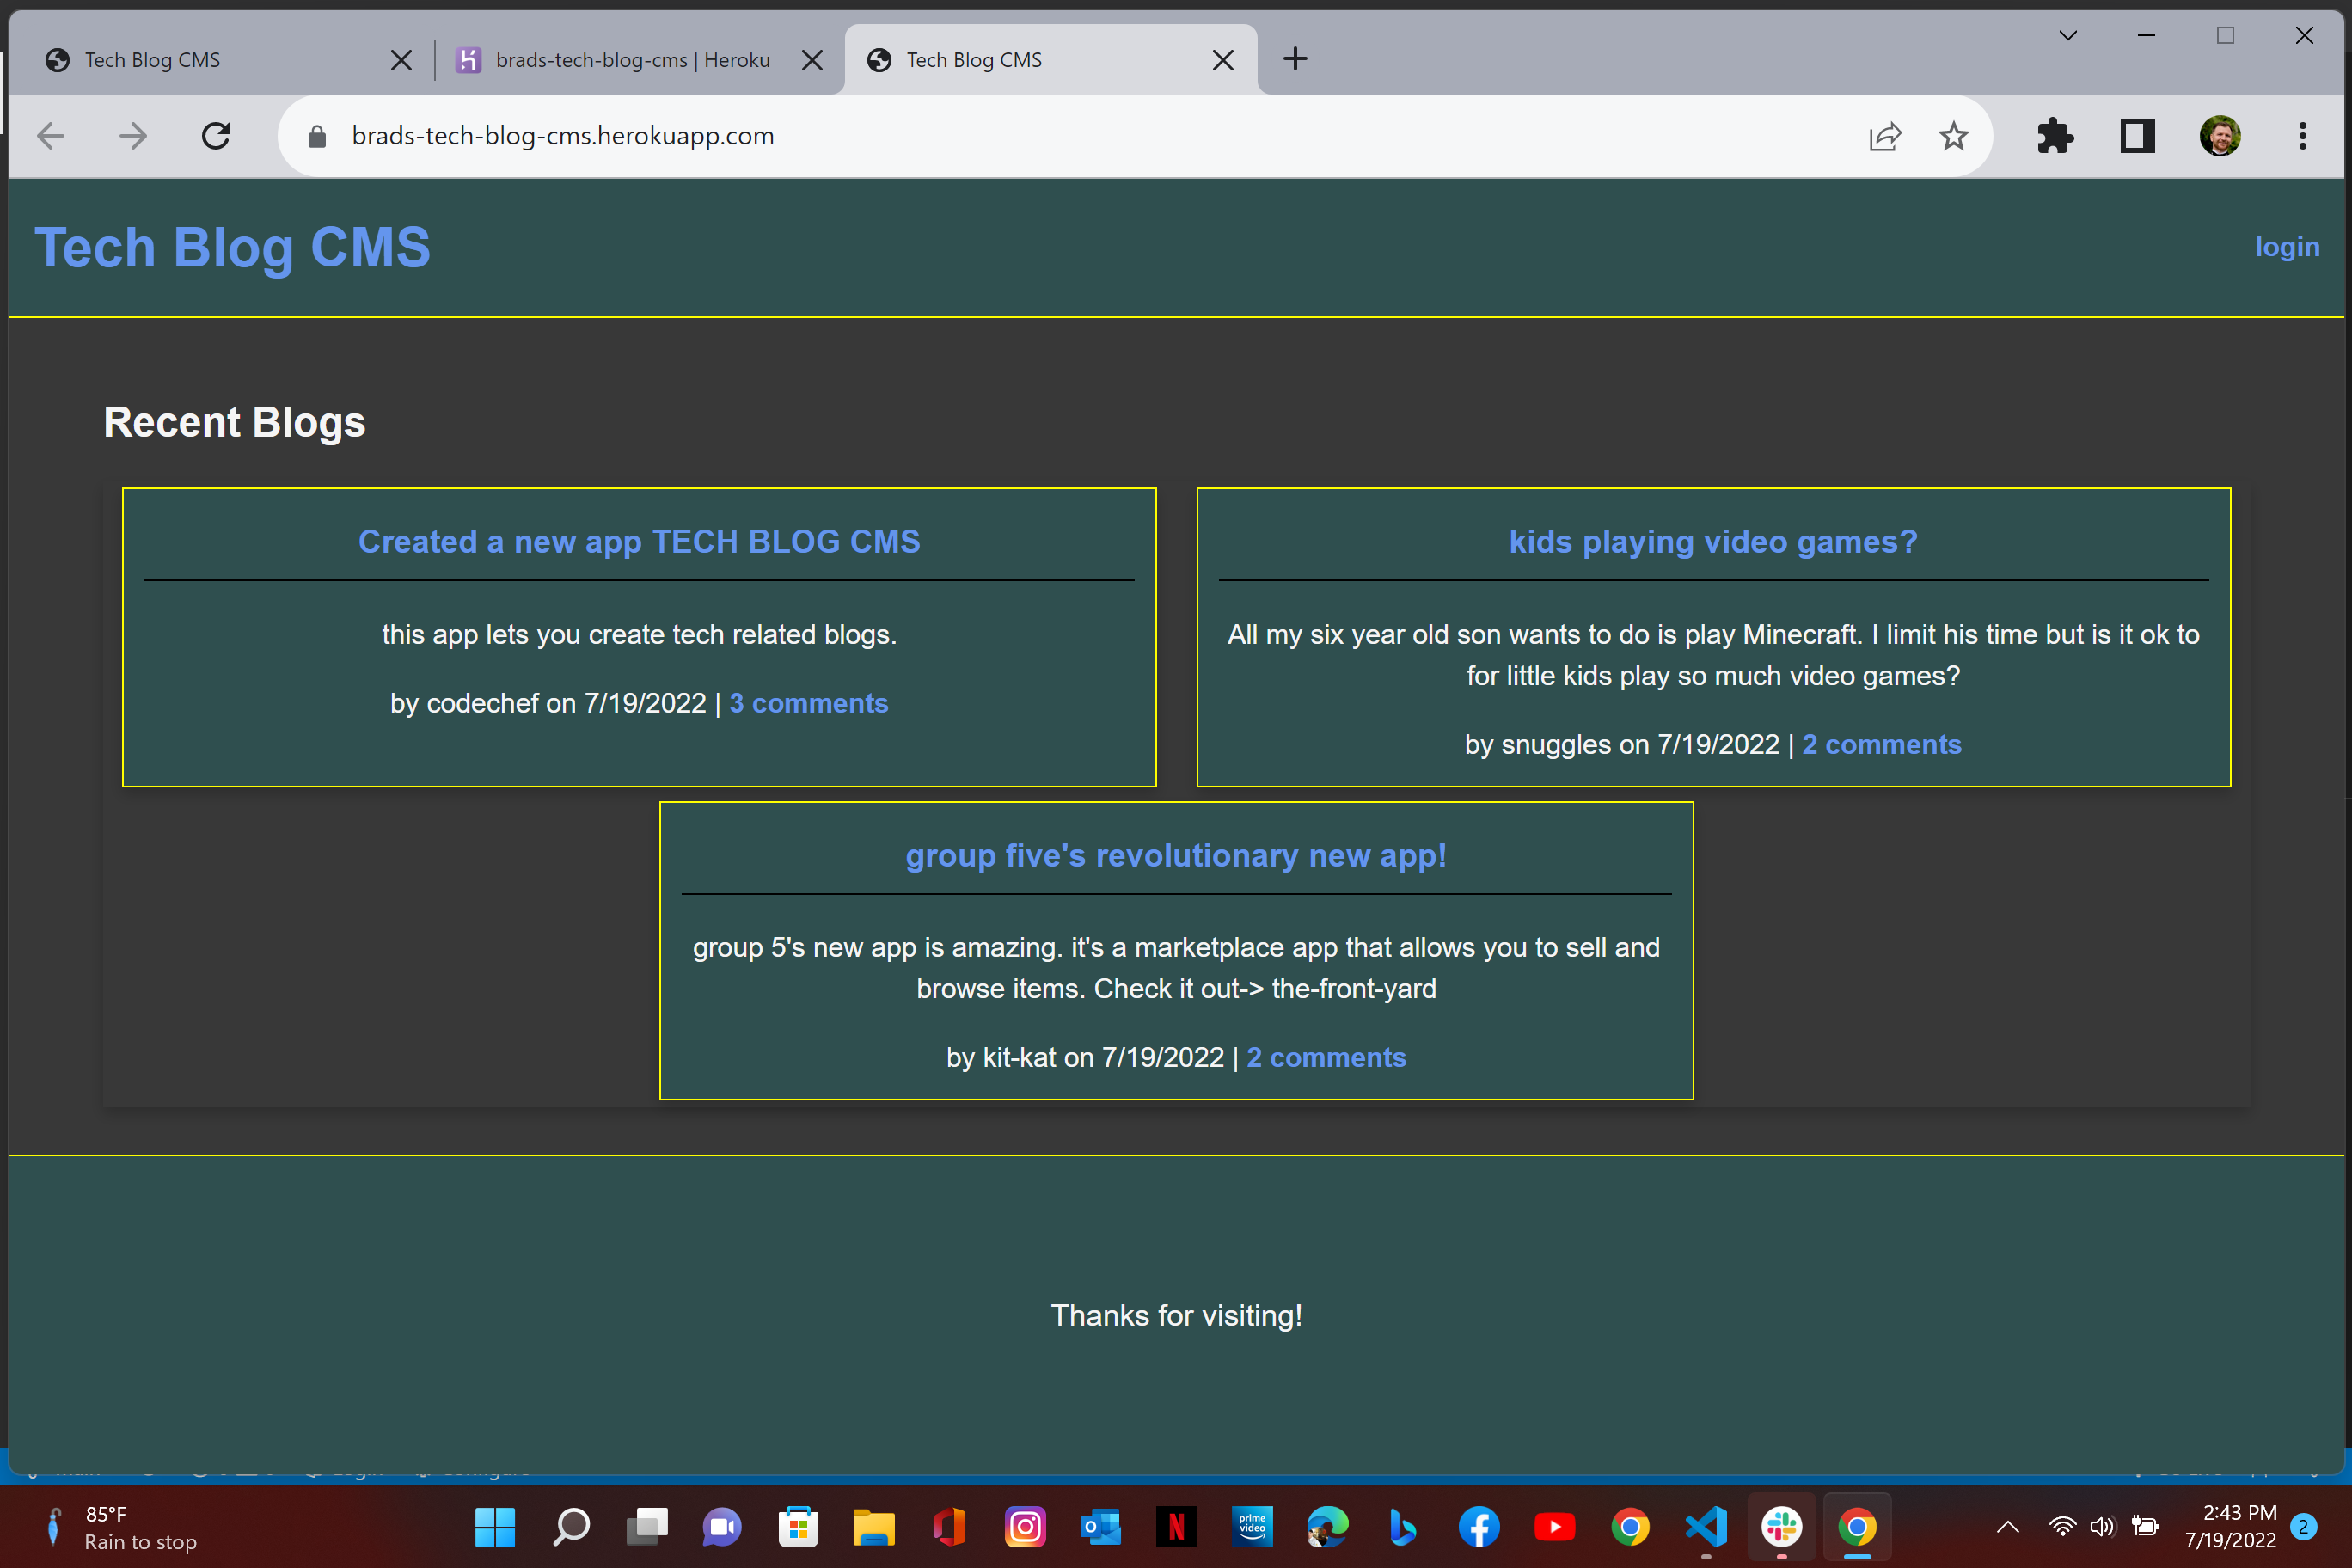 Tech Blog CMS
brads-tech-blog-cms | Heroku
Tech Blog CMS
brads-tech-blog-cms.herokuapp.com
Tech Blog CMS
login
Recent Blogs
Created a new app TECH BLOG CMS
this app lets you create tech related blogs.
by codechef on 7/19/2022 | 3 comments
kids playing video games?
All my six year old son wants to do is play Minecraft. I limit his time but is it ok to
for little kids play so much video games?
by snuggles on 7/19/2022 | 2 comments
group five's revolutionary new app!
group 5's new app is amazing. it's a marketplace app that allows you to sell and
browse items. Check it out-> the-front-yard
by kit-kat on 7/19/2022 | 2 comments
Thanks for visiting!
85°F
Rain to stop
prime
video
2:43 PM
7/19/2022
2